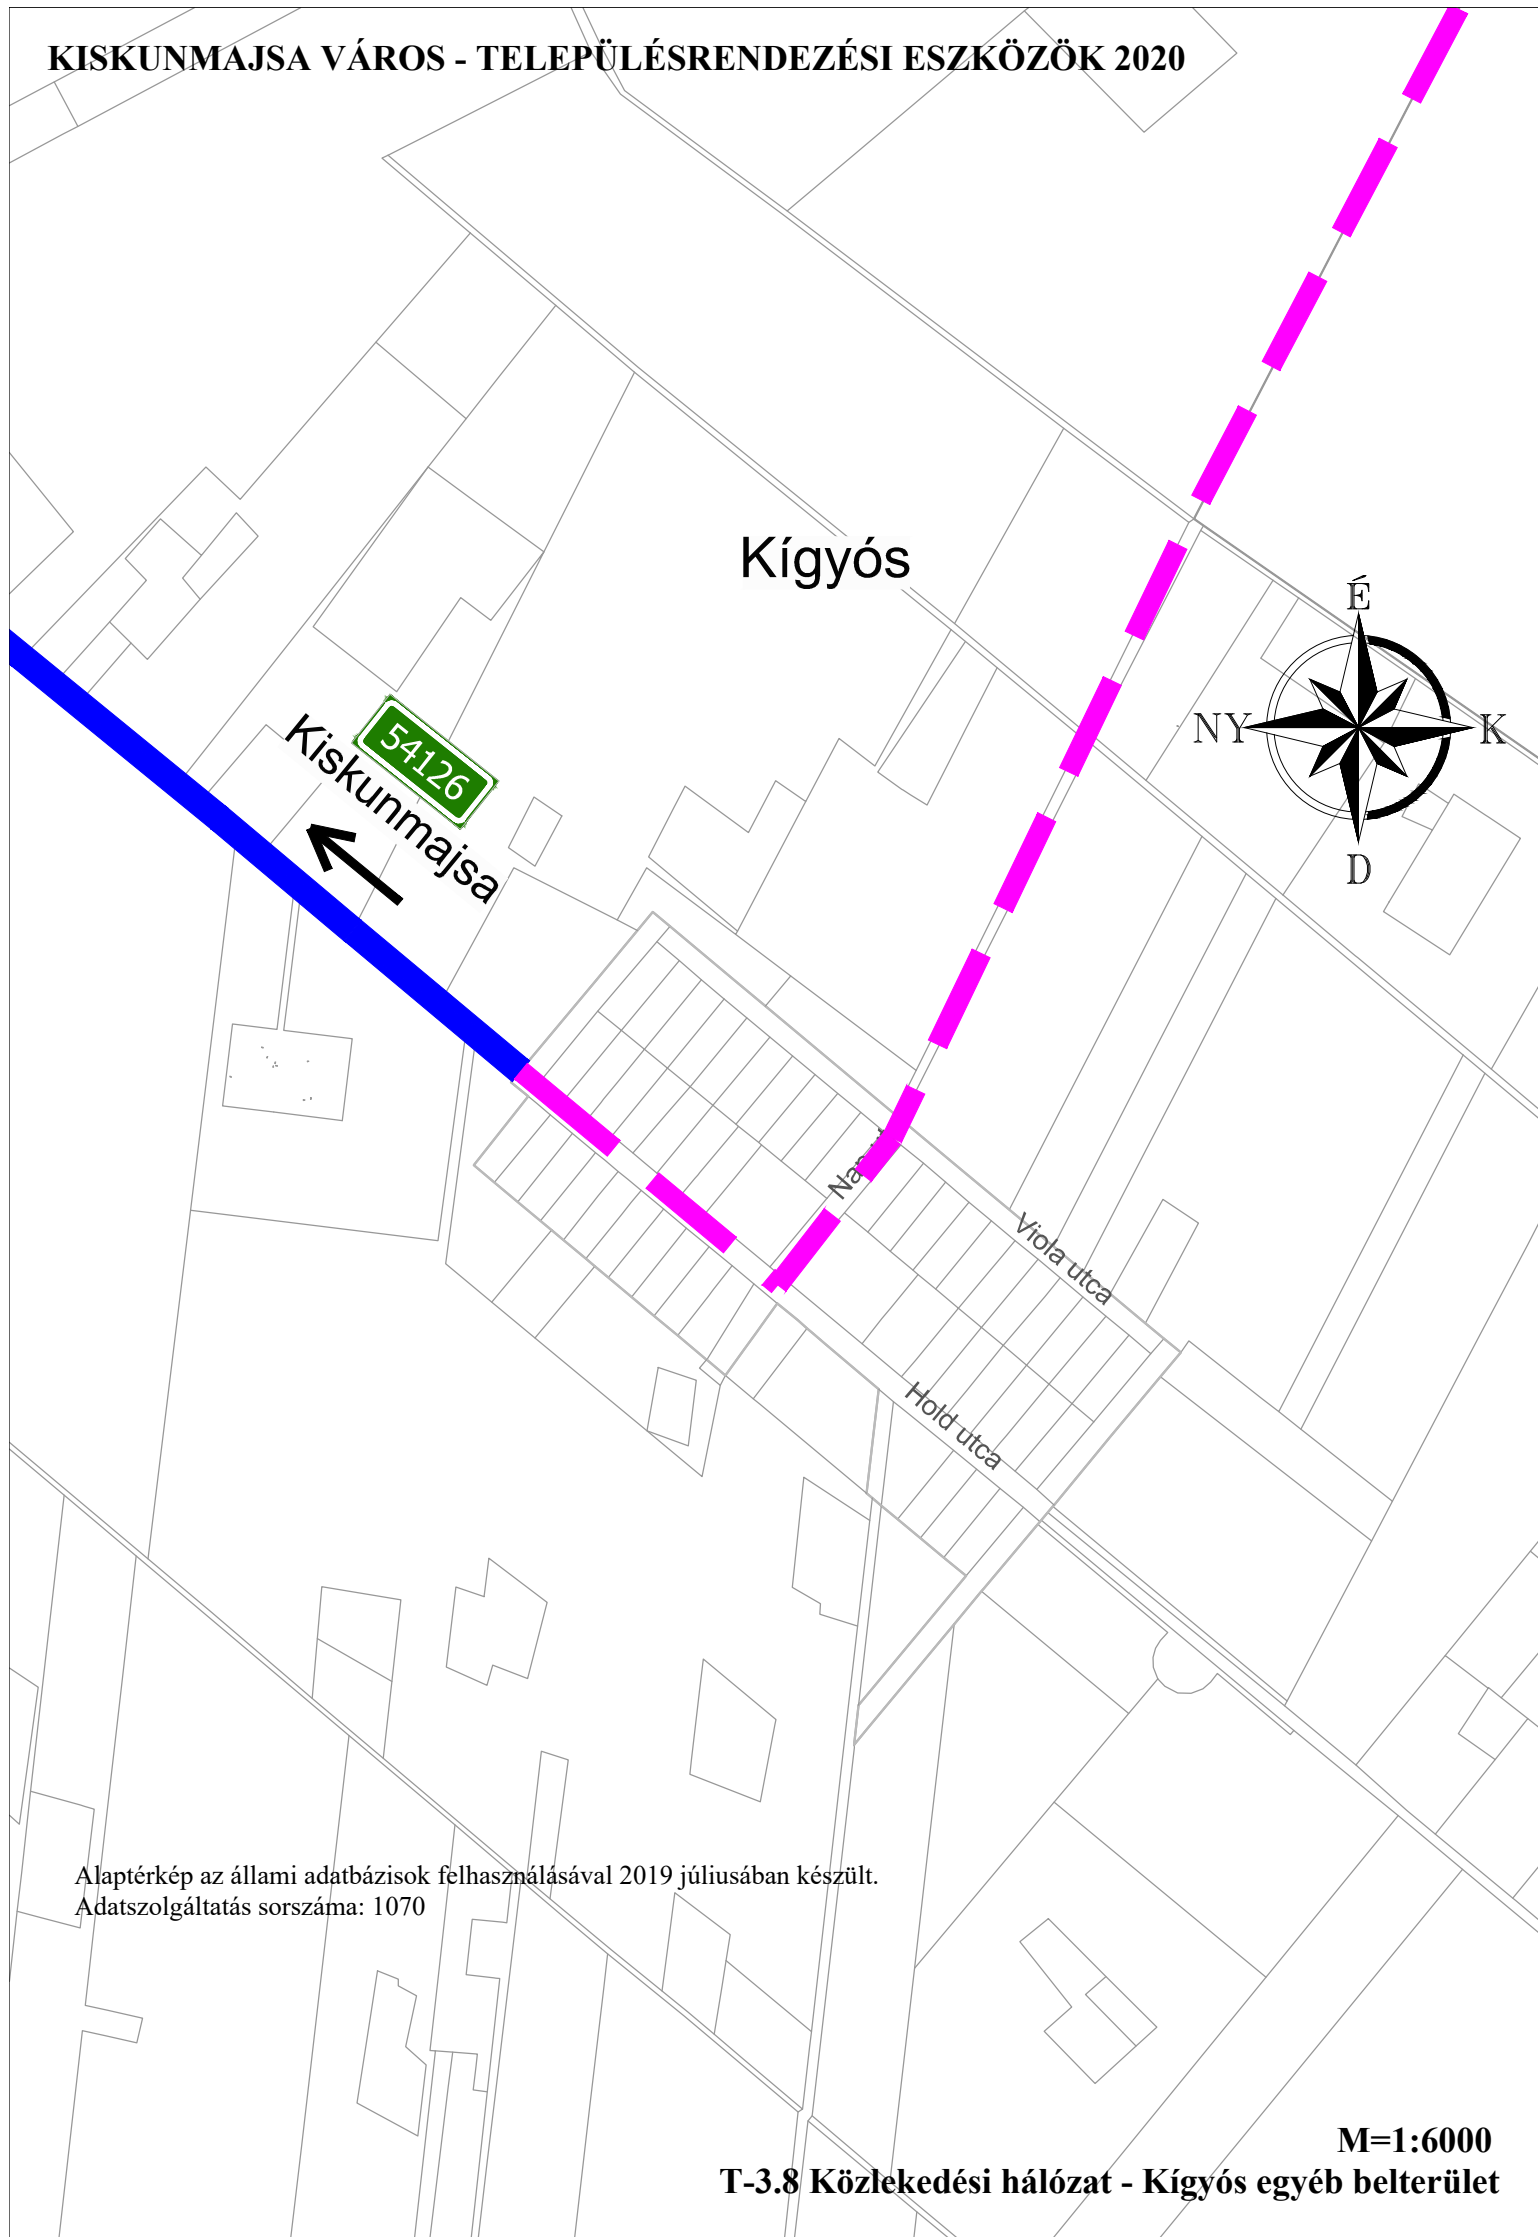 KISKUNMAJSA VÁROS - TELEPÜLÉSRENDEZÉSI ESZKÖZÖK 2020
Kígyós
É
NY
K
D
54126
Kiskunmajsa
Viola utca
Hold utca
Alaptérkép az állami adatbázisok felhasználásával 2019 júliusában készült.
Adatszolgáltatás sorszáma: 1070
M=1:6000
T-3.8 Közlekedési hálózat - Kígyós egyéb belterület